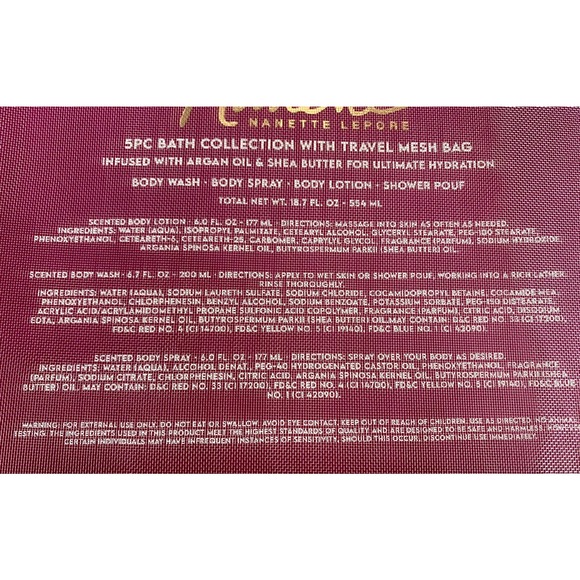 NANETTE LEPORE
5PC BATH COLLECTION WITH TRAVEL MESH BAG
INFUSED WITH ARGAN OIL & SHEA BUTTER FOR ULTIMATE HYDRATION
BODY WASH · BODY SPRAY · BODY LOTION · SHOWER POUF
TOTAL NET WT. 18.7 FL. OZ - 554 ML
SCENTED BODY LOTION - 6.0 FL. OZ - 177 ML - DIRECTIONS: MASSAGE INTO SKIN AS OFTEN AS NEEDED.
INGREDIENTS: WATER (AQUA), ISOPROPYL PALMITATE, CETEARYL ALCOHOL, GLYCERYL STEARATE, PEG-100 STEARATE,
PHENOXYETHANOL, CETEARETH-6, CETEARETH-25, CARBOMER, CAPRYLYL GLYCOL, FRAGRANCE (PARFUM), SODIUM HYDROXIDE,
ARGANIA SPINOSA KERNEL OIL, BUTYROSPERMUM PARKII (SHEA BUTTER) OIL.
SCENTED BODY WASH - 6.7 FL. OZ - 200 ML - DIRECTIONS: APPLY TO WET SKIN OR SHOWER POUF, WORKING INTO A RICH LATHER.
RINSE THOROUGHLY.
INGREDIENTS: WATER (AQUA), SODIUM LAURETH SULFATE, SODIUM CHLORIDE, COCAMIDOPROPYL BETAINE, COCAMIDE MEA,
PHENOXYETHANOL, CHLORPHENESIN, BENZYL ALCOHOL, SODIUM BENZOATE, POTASSIUM SORBATE, PEG-150 DISTEARATE,
ACRYLIC ACID/ACRYLAMIDOMETHYL PROPANE SULFONIC ACID COPOLYMER, FRAGRANCE (PARFUM), CITRIC ACID, DISODIUM
EDTA, ARGANIA SPINOSA KERNEL OIL, BUTYROSPERMUM PARKII (SHEA BUTTER) OIL.MAY CONTAIN: D&C RED NO. 33 (CI 17200),
FD&C RED NO. 4 (CI 14700), FD&C YELLOW NO. 5 (CI 19140), FD&C BLUE NO. 1 (CI 42090).
SCENTED BODY SPRAY - 6.0 FL. OZ - 177 ML - DIRECTIONS: SPRAY OVER YOUR BODY AS DESIRED
INGREDIENTS: WATER (AQUA), ALCOHOL DENAT., PEG-40 HYDROGENATED CASTOR OIL, PHENOXYETHANOL, FRAGRANCE
(PARFUM), SODIUM CITRATE, CHLORPHENESIN, CITRIC ACID, ARGANIA SPINOSA KERNEL OIL, BUTYROSPERMUM PARKII (SHEA
BUTTER) OIL. MAY CONTAIN: D&C RED NO. 33 (CI 17200), FD&C RED NO. 4 (CI 14700), FD&C YELLOW NO. 5 (CI 19140), FD&C BLUE
NO. 1 (CI 42090).
WARNING: FOR EXTERNAL USE ONLY. DO NOT EAT OR SWALLOW. AVOID EYE CONTACT. KEEP OUT OF REACH OF CHILDREN. USE AS DIRECTED. NO ANIMAL
TESTING. THE INGREDIENTS USED IN THIS PRODUCT MEET THE HIGHEST STANDARDS OF QUALITY AND ARE DESIGNED TO BE SAFE AND HARMLESS. HOWEVER
CERTAIN INDIVIDUALS MAY HAVE INFREQUENT INSTANCES OF SENSITIVITY, SHOULD THIS OCCUR, DISCONTINUE USE IMMEDIATELY.